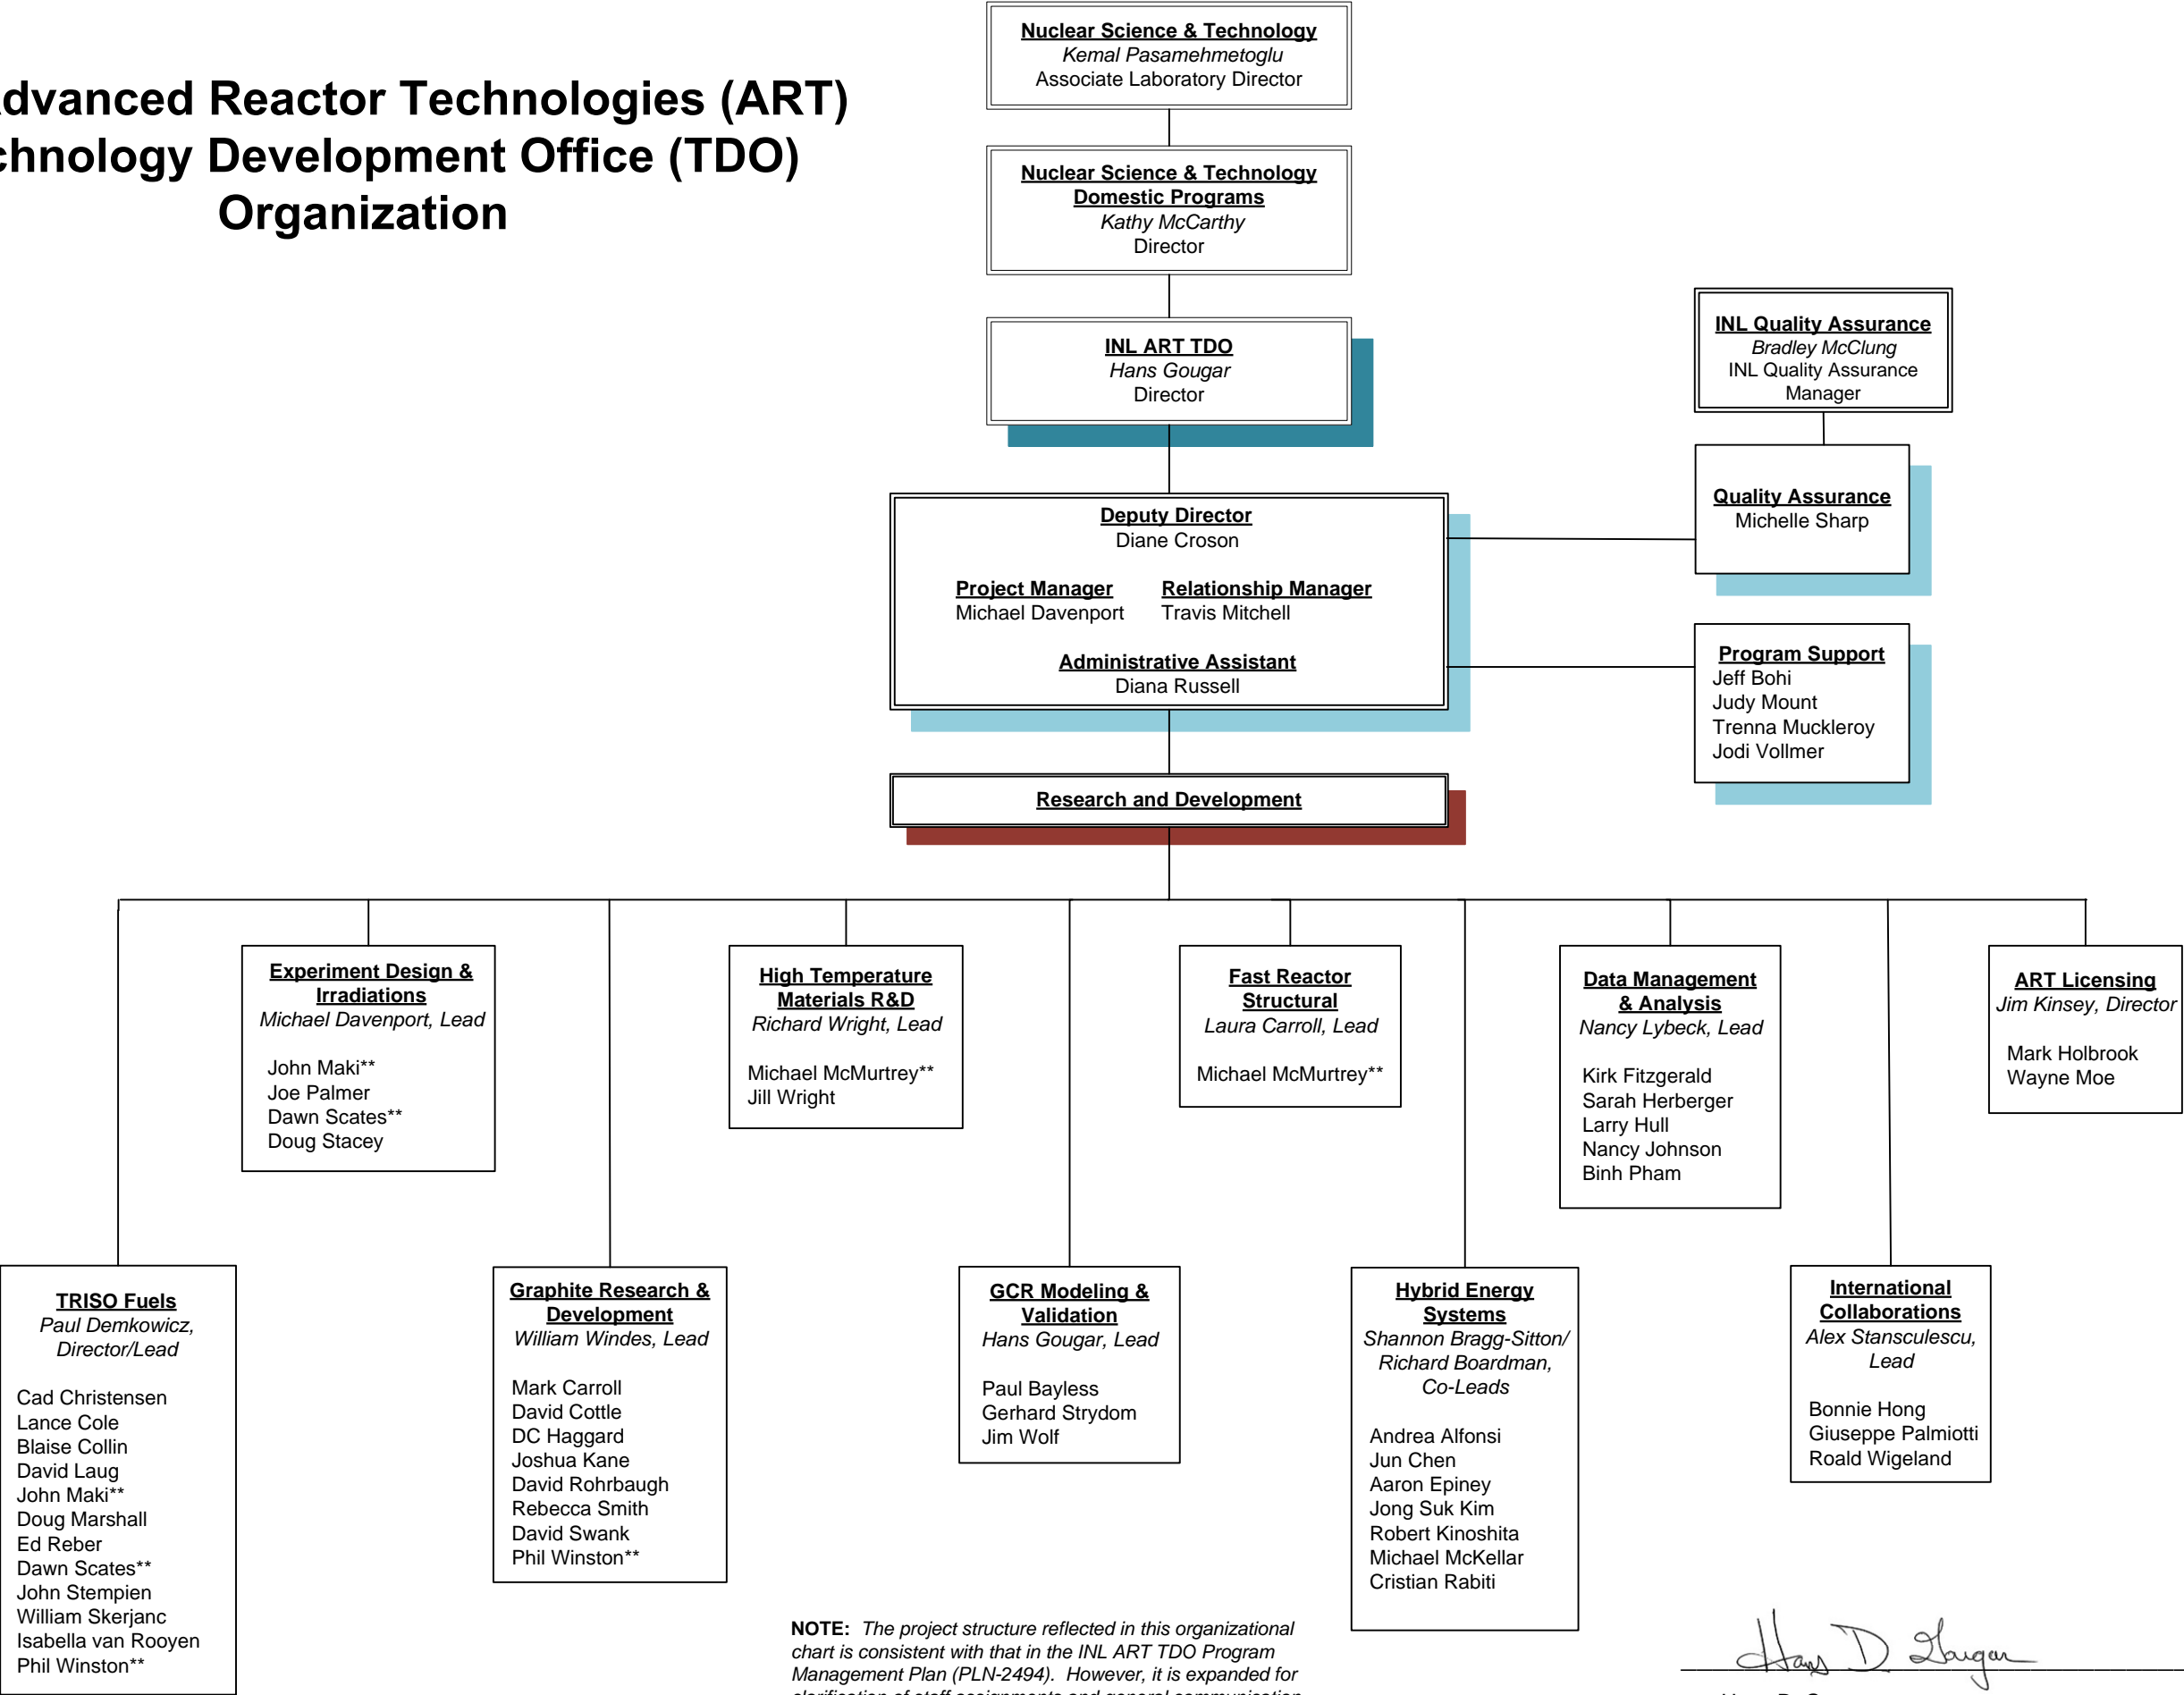 dvanced Reactor Technologies (ART)
chnology Development Office (TDO)
Organization
Nuclear Science & Technology
Kemal Pasamehmetoglu
Associate Laboratory Director
Nuclear Science & Technology
Domestic Programs
Kathy McCarthy
Director
INL ART TDO
Hans Gougar
Director
INL Quality Assurance
Bradley McClung
INL Quality Assurance
Manager
Quality Assurance
Michelle Sharp
Deputy Director
Diane Croson
Project Manager
Michael Davenport
Relationship Manager
Travis Mitchell
Administrative Assistant
Diana Russell
Program Support
Jeff Bohi
Judy Mount
Trenna Muckleroy
Jodi Vollmer
Research and Development
Experiment Design &
Irradiations
Michael Davenport, Lead
John Maki**
Joe Palmer
Dawn Scates**
Doug Stacey
High Temperature
Materials R&D
Richard Wright, Lead
Michael McMurtrey**
Jill Wright
Fast Reactor
Structural
Laura Carroll, Lead
Michael McMurtrey**
Data Management
& Analysis
Nancy Lybeck, Lead
Kirk Fitzgerald
Sarah Herberger
Larry Hull
Nancy Johnson
Binh Pham
ART Licensing
Jim Kinsey, Director
Mark Holbrook
Wayne Moe
TRISO Fuels
Paul Demkowicz,
Director/Lead
Cad Christensen
Lance Cole
Blaise Collin
David Laug
John Maki**
Doug Marshall
Ed Reber
Dawn Scates**
John Stempien
William Skerjanc
Isabella van Rooyen
Phil Winston**
Graphite Research &
Development
William Windes, Lead
Mark Carroll
David Cottle
DC Haggard
Joshua Kane
David Rohrbaugh
Rebecca Smith
David Swank
Phil Winston**
GCR Modeling &
Validation
Hans Gougar, Lead
Paul Bayless
Gerhard Strydom
Jim Wolf
Hybrid Energy
Systems
Shannon Bragg-Sitton/
Richard Boardman,
Co-Leads
Andrea Alfonsi
Jun Chen
Aaron Epiney
Jong Suk Kim
Robert Kinoshita
Michael McKellar
Cristian Rabiti
International
Collaborations
Alex Stansculescu,
Lead
Bonnie Hong
Giuseppe Palmiotti
Roald Wigeland
NOTE: The project structure reflected in this organizational
chart is consistent with that in the INL ART TDO Program
Management Plan (PLN-2494). However, it is expanded for
clarification of staff assignments and general communication
Hans D Gougar